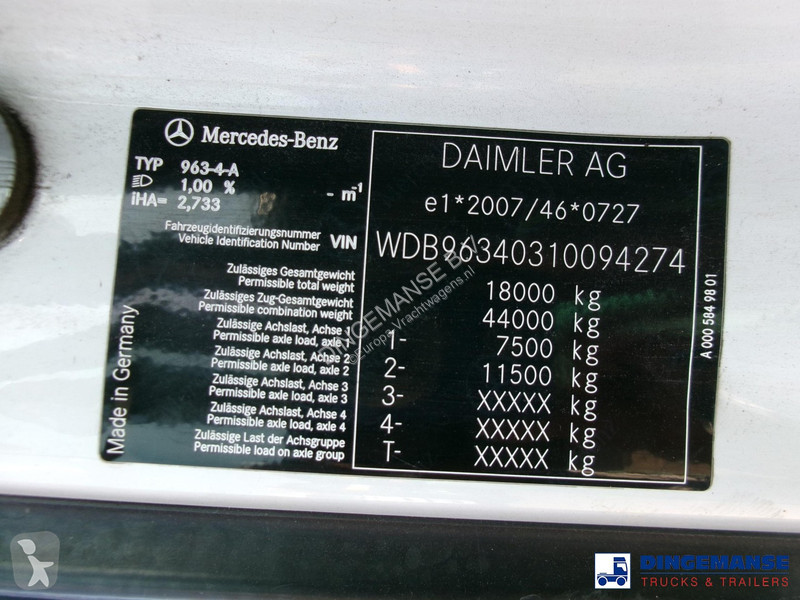 Mercedes-Benz
TYP 963-4-A
1,00 % - m-1
iHA= 2,733
Fahrzeugidentifizierungsnummer
Vehicle Identification Number VIN
Zulässiges Gesamtgewicht
Permissible total weight
Zulässiges Zug-Gesamtgewicht
Permissible combination weight
Zulässige Achslast, Achse 1
Permissible axle load, axle 1
Zulässige Achslast, Achse 2
Permissible axle load, axle 2
Zulässige Achslast, Achse 3
Permissible axle load, axle 3
Zulässige Achslast, Achse 4
Permissible axle load, axle 4
Zulässige Last der Achsgruppe
Permissible load on axle group
Made in Germany
DAIMLER AG
e1*2007/46*0727
WDB96340310094274
18000 kg
44000 kg
1- 7500 kg
2- 11500 kg
3- XXXXX kg
4- XXXXX kg
T- XXXXX kg
A 000 584 98 01
DINGEMANSE B.V.
©Europa-Vrachtwagens.nl
DINGEMANSE
TRUCKS & TRAILERS